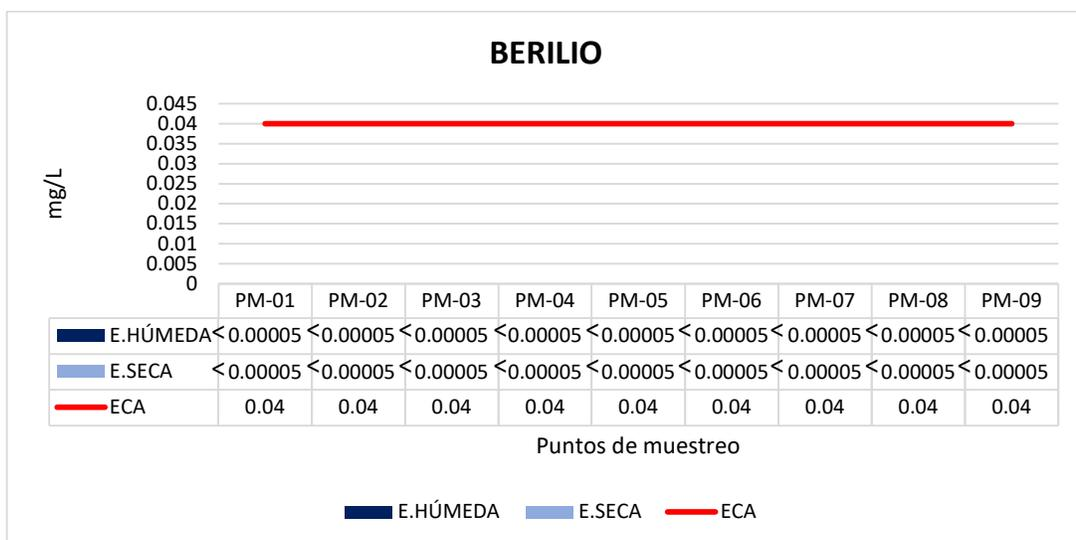 BERILIO
mg/L
0.045
0.04
0.035
0.03
0.025
0.02
0.015
0.01
0.005
0
PM-01 PM-02 PM-03 PM-04 PM-05 PM-06 PM-07 PM-08 PM-09
E.HÚMEDA <0.00005 <0.00005 <0.00005 <0.00005 <0.00005 <0.00005 <0.00005 <0.00005 <0.00005
E.SECA <0.00005 <0.00005 <0.00005 <0.00005 <0.00005 <0.00005 <0.00005 <0.00005 <0.00005
ECA 0.04 0.04 0.04 0.04 0.04 0.04 0.04 0.04 0.04
Puntos de muestreo
E.HÚMEDA E.SECA ECA